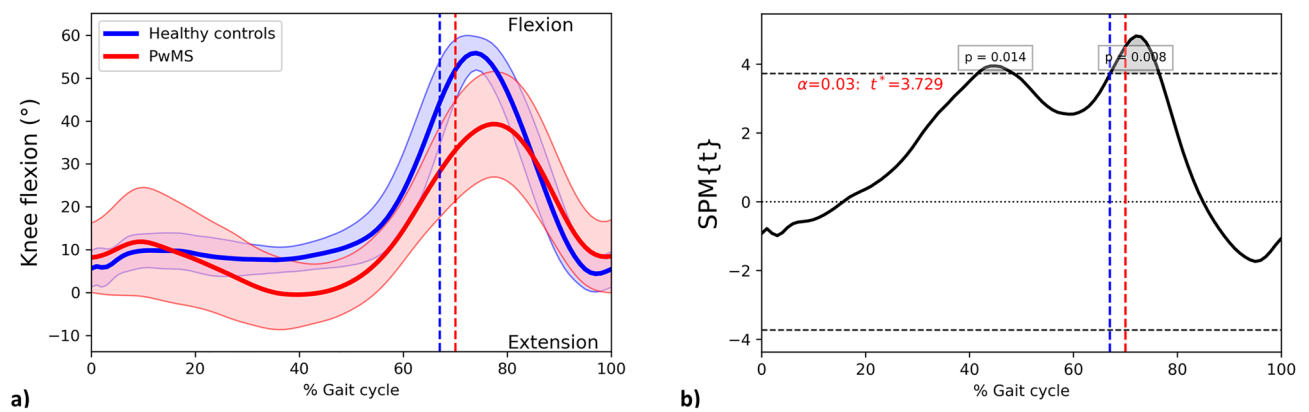 Healthy controls
PwMS
Flexion
Extension
Knee flexion (°)
60
50
40
30
20
10
0
−10
0 20 40 60 80 100
% Gait cycle
a)
p = 0.014
p = 0.008
α=0.03: t*=3.729
SPM{t}
4
2
0
−2
−4
0 20 40 60 80 100
% Gait cycle
b)